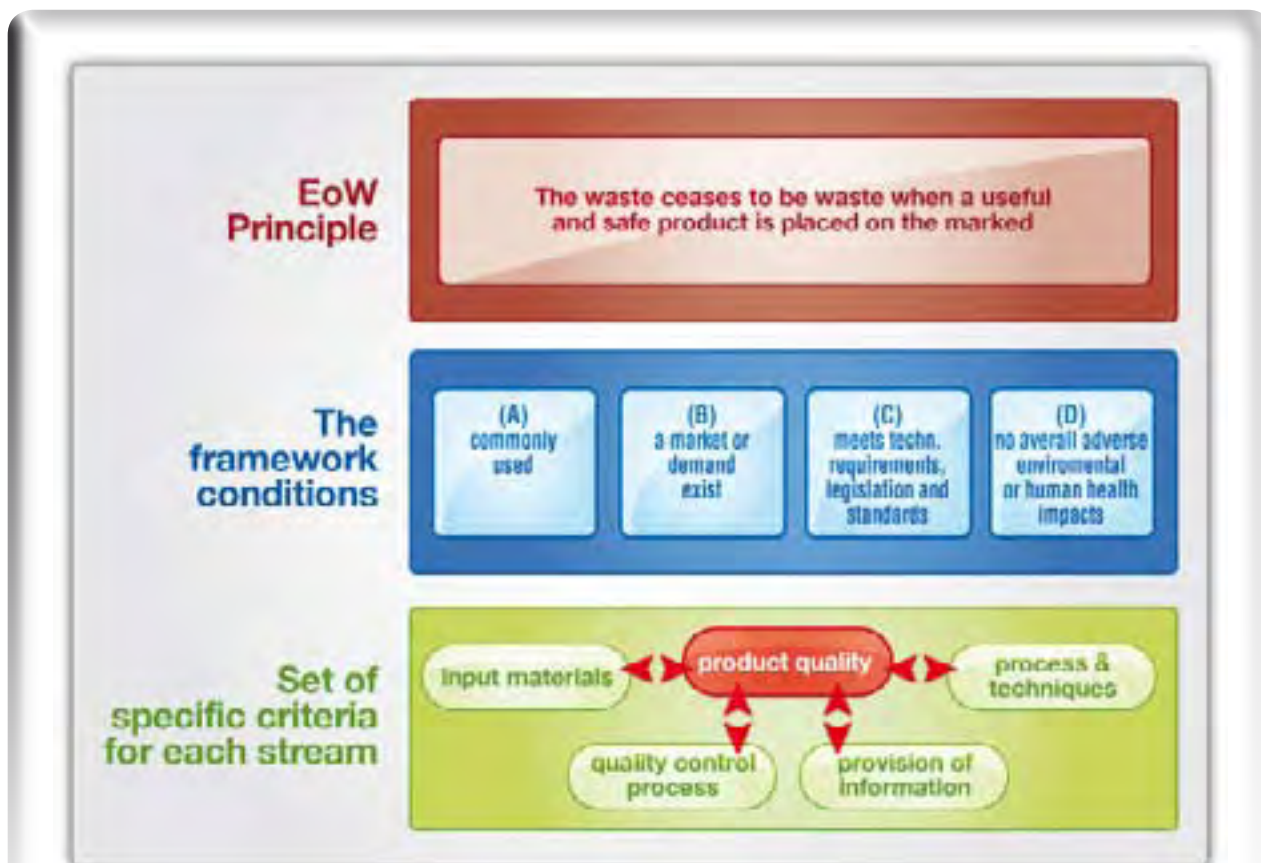 EoW
Principle
The waste ceases to be waste when a useful
and safe product is placed on the marked
The
framework
conditions
(A)
commonly
used
(B)
a market or
demand
exist
(C)
meets techn.
requirements,
legislation and
standards
(D)
no overall adverse
enviromental
or human health
impacts
Set of
specific criteria
for each stream
input materials
product quality
process &
techniques
quality control
process
provision of
information